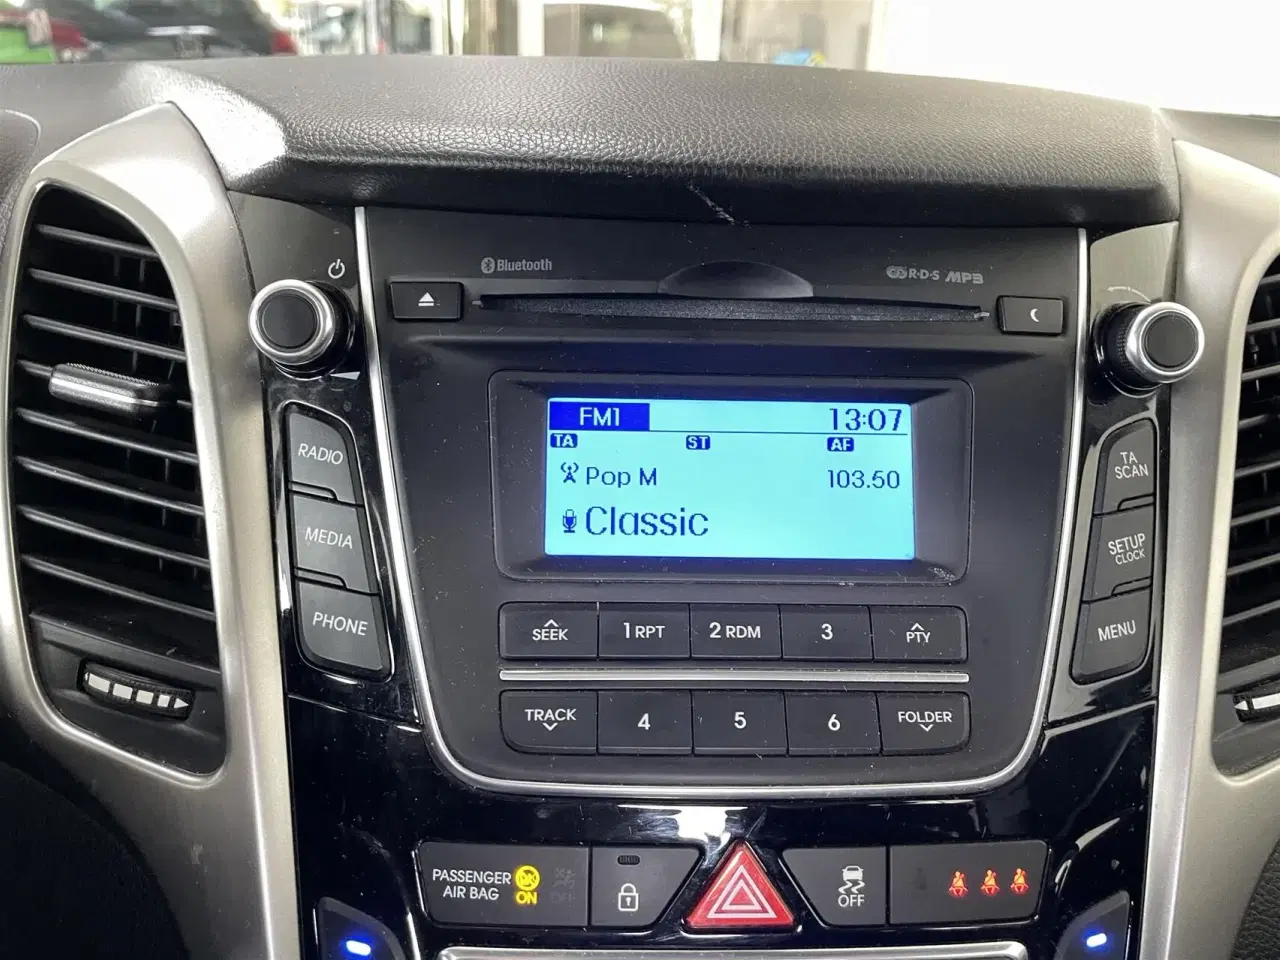 Bluetooth
R·D·S MP3
FM1 13:07
TA ST AF
Pop M 103.50
Classic
RADIO
MEDIA
PHONE
TA
SCAN
SETUP
CLOCK
MENU
SEEK 1 RPT 2 RDM 3 PTY
TRACK 4 5 6 FOLDER
PASSENGER
AIR BAG
ON
OFF